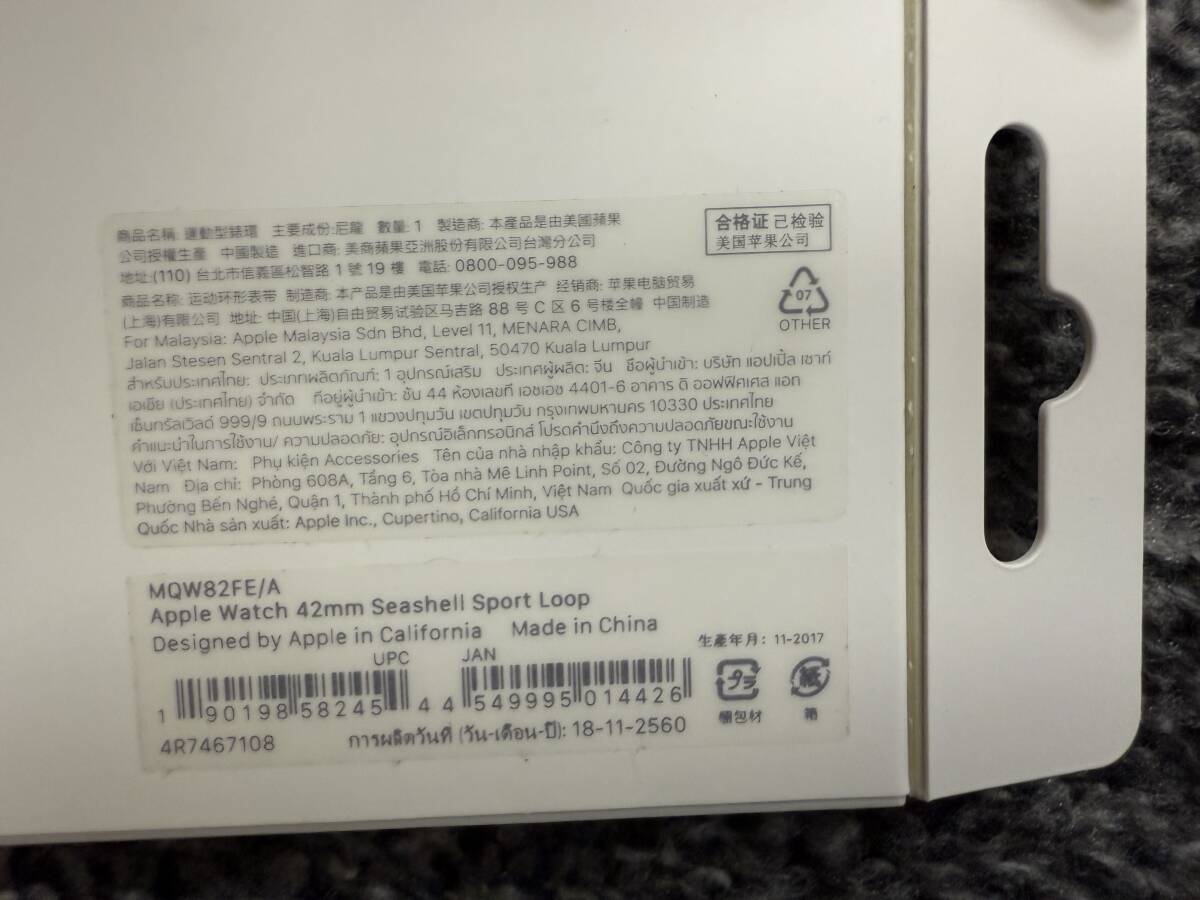 商品名稱: 運動型錶環 主要成份:尼龍 數量: 1 製造商: 本產品是由美國蘋果
公司授權生產 中國製造 進口商: 美商蘋果亞洲股份有限公司台灣分公司
地址:(110) 台北市信義區松智路 1 號 19 樓 電話: 0800-095-988
商品名称: 运动环形表带 制造商: 本产品是由美国苹果公司授权生产 经销商: 苹果电脑贸易
(上海)有限公司 地址: 中国(上海)自由贸易试验区马吉路 88 号 C 区 6 号楼全幢 中国制造
For Malaysia: Apple Malaysia Sdn Bhd, Level 11, MENARA CIMB,
Jalan Stesen Sentral 2, Kuala Lumpur Sentral, 50470 Kuala Lumpur
สำหรับประเทศไทย: ประเภทผลิตภัณฑ์: 1 อุปกรณ์เสริม ประเทศผู้ผลิต: จีน ชื่อผู้นำเข้า: บริษัท แอปเปิ้ล เซาท์
เอเชีย (ประเทศไทย) จำกัด ที่อยู่ผู้นำเข้า: ชั้น 44 ห้องเลขที่ เอชเอช 4401-6 อาคาร ดิ ออฟฟิศเศส แอท
เซ็นทรัลเวิลด์ 999/9 ถนนพระราม 1 แขวงปทุมวัน เขตปทุมวัน กรุงเทพมหานคร 10330 ประเทศไทย
คำแนะนำในการใช้งาน/ ความปลอดภัย: อุปกรณ์อิเล็กทรอนิกส์ โปรดคำนึงถึงความปลอดภัยขณะใช้งาน
Với Việt Nam: Phụ kiện Accessories Tên của nhà nhập khẩu: Công ty TNHH Apple Việt
Nam Địa chỉ: Phòng 608A, Tầng 6, Tòa nhà Mê Linh Point, Số 02, Đường Ngô Đức Kế,
Phường Bến Nghé, Quận 1, Thành phố Hồ Chí Minh, Việt Nam Quốc gia xuất xứ - Trung
Quốc Nhà sản xuất: Apple Inc., Cupertino, California USA
合格证 已检验
美国苹果公司
07
OTHER
MQW82FE/A
Apple Watch 42mm Seashell Sport Loop
Designed by Apple in California Made in China
生產年月: 11-2017
UPC JAN
1 90198 58245 4 4 549995 014426
プラ
梱包材
紙
箱
4R7467108 การผลิตวันที่ (วัน-เดือน-ปี): 18-11-2560